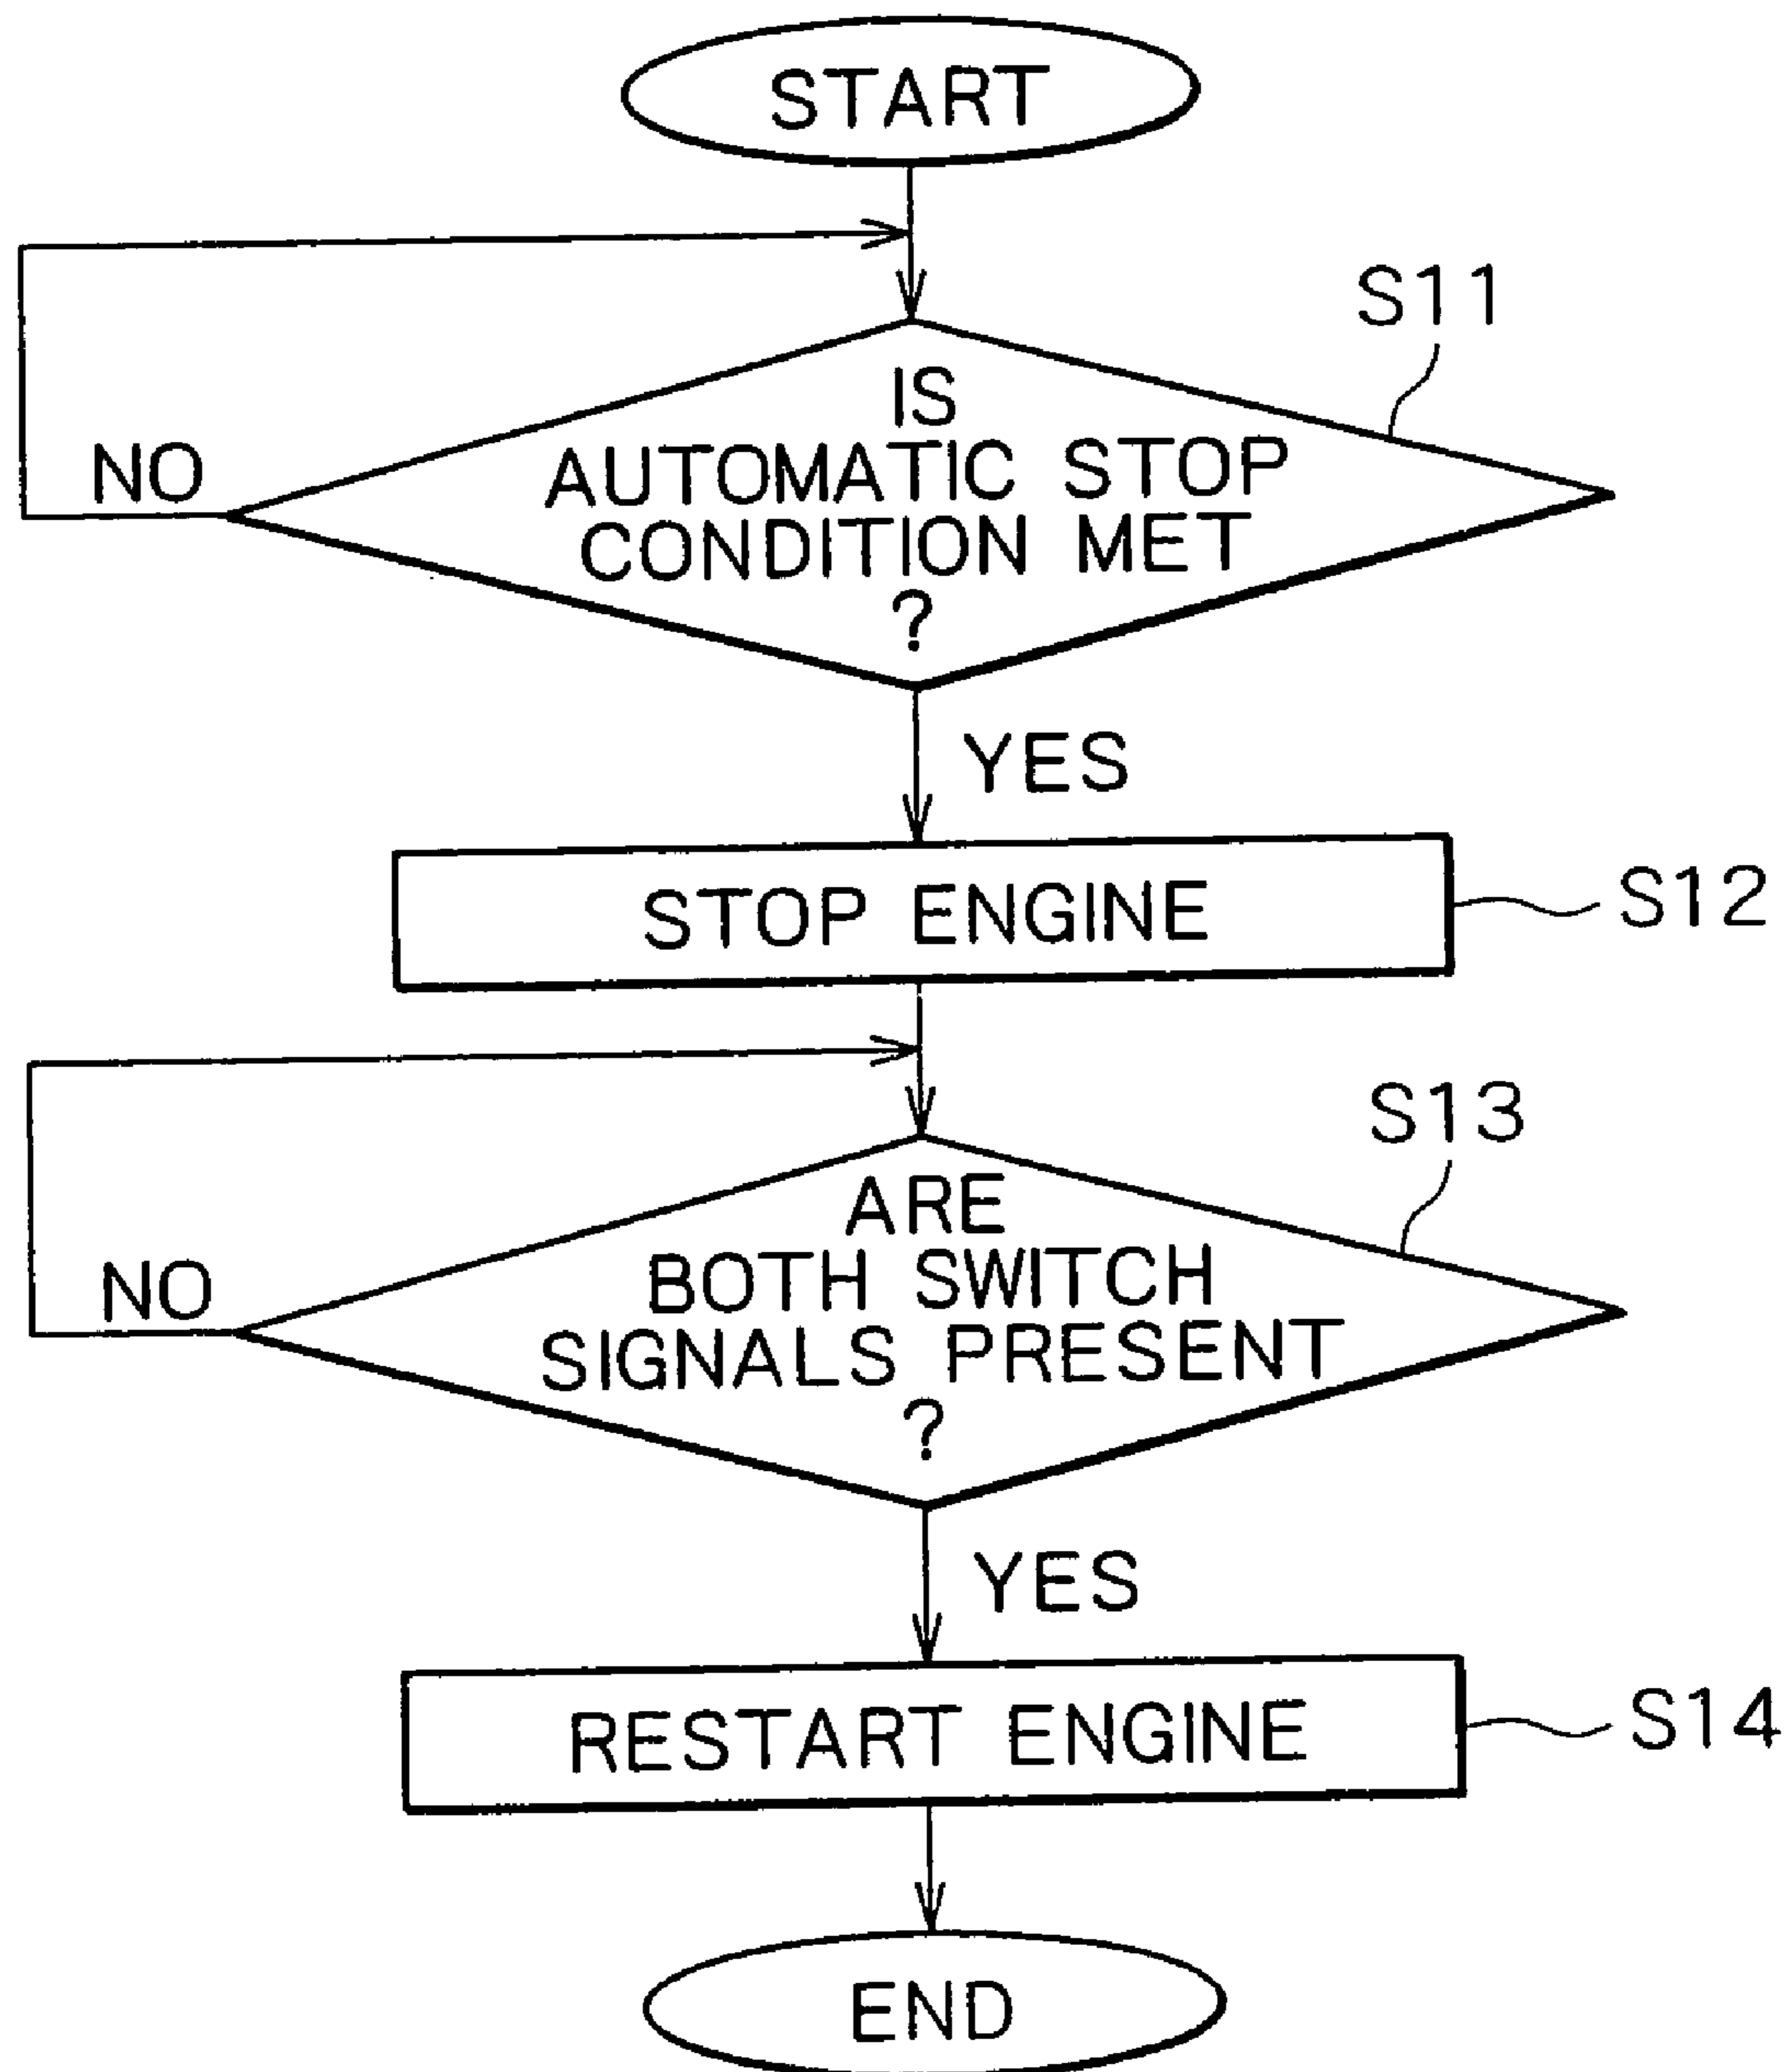 START
S11
IS
AUTOMATIC STOP
CONDITION MET
?
NO
YES
STOP ENGINE
S12
S13
ARE
BOTH SWITCH
SIGNALS PRESENT
?
NO
YES
RESTART ENGINE
S14
END